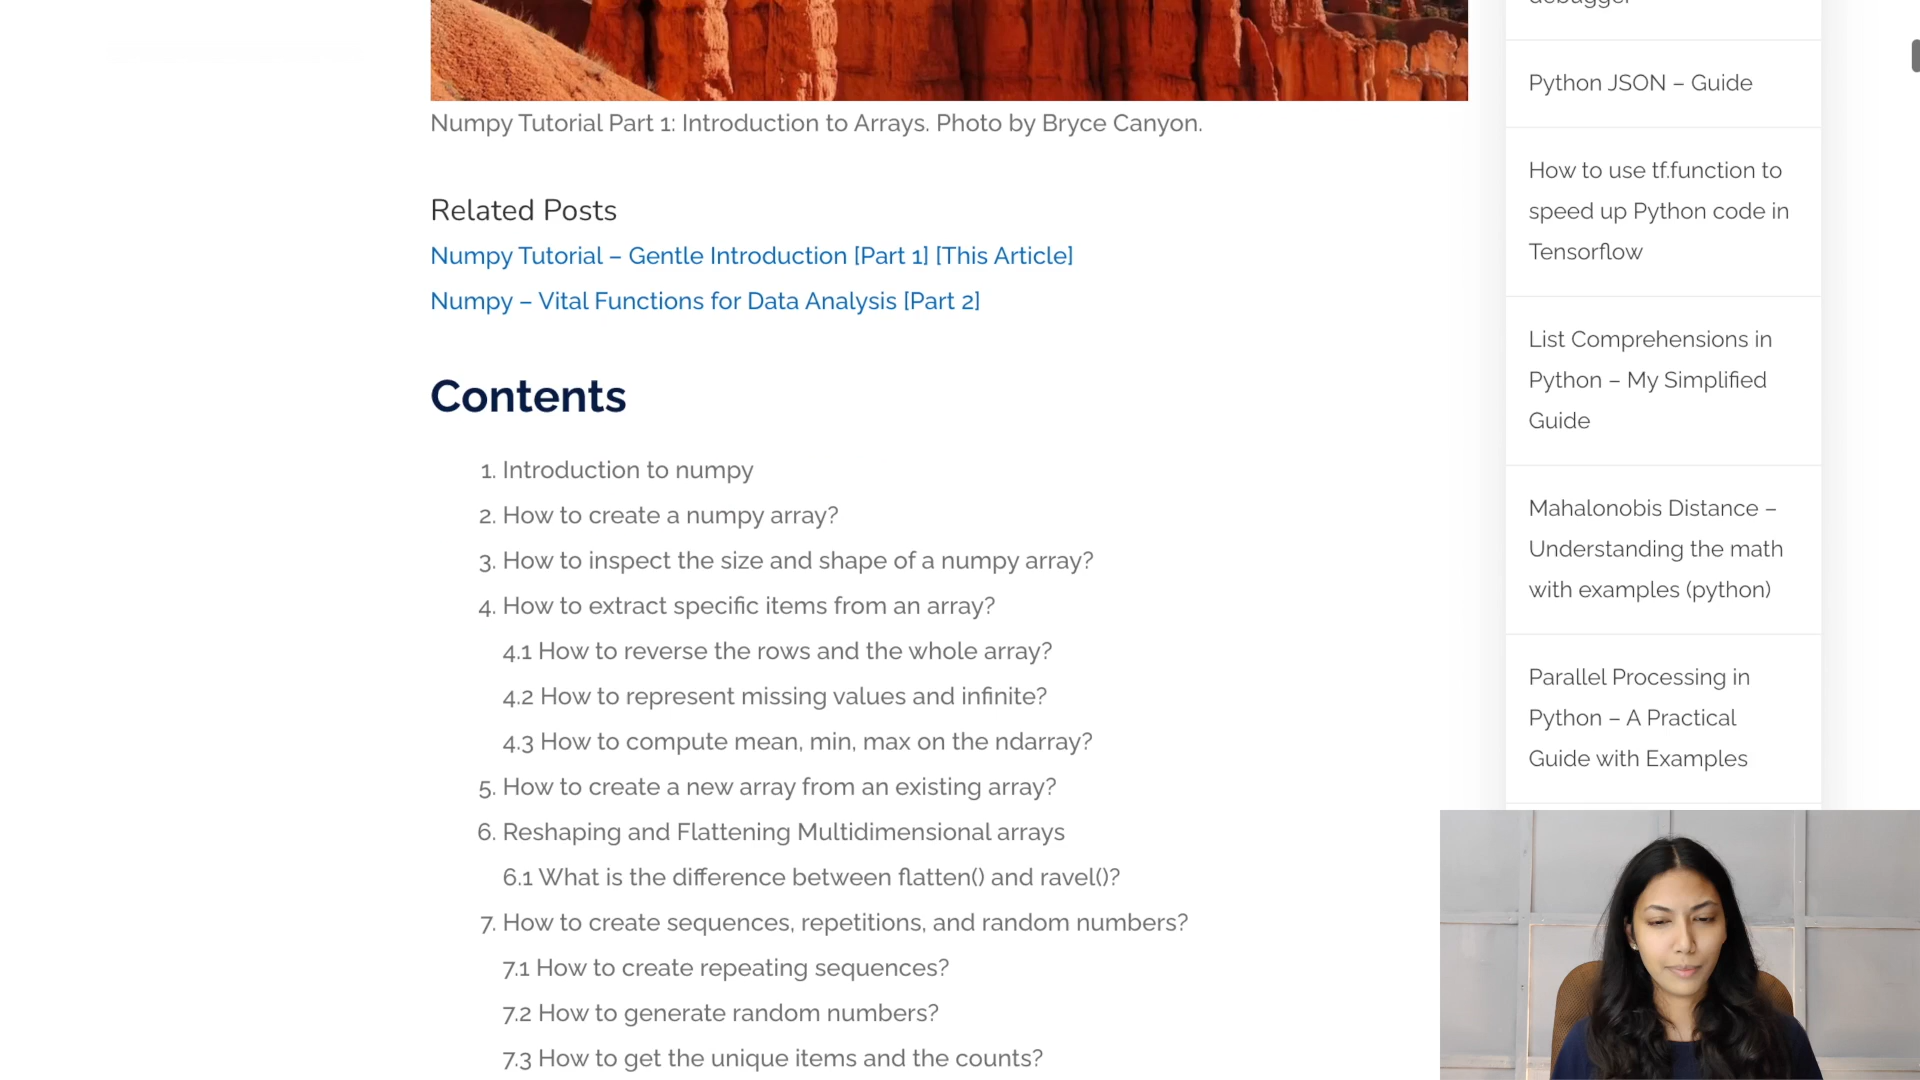 Numpy Tutorial Part 1: Introduction to Arrays. Photo by Bryce Canyon.
Related Posts
Numpy Tutorial – Gentle Introduction [Part 1] [This Article]
Numpy – Vital Functions for Data Analysis [Part 2]
Contents
1. Introduction to numpy
2. How to create a numpy array?
3. How to inspect the size and shape of a numpy array?
4. How to extract specific items from an array?
4.1 How to reverse the rows and the whole array?
4.2 How to represent missing values and infinite?
4.3 How to compute mean, min, max on the ndarray?
5. How to create a new array from an existing array?
6. Reshaping and Flattening Multidimensional arrays
6.1 What is the difference between flatten() and ravel()?
7. How to create sequences, repetitions, and random numbers?
7.1 How to create repeating sequences?
7.2 How to generate random numbers?
7.3 How to get the unique items and the counts?
debugger
Python JSON – Guide
How to use tf.function to
speed up Python code in
Tensorflow
List Comprehensions in
Python – My Simplified
Guide
Mahalonobis Distance –
Understanding the math
with examples (python)
Parallel Processing in
Python – A Practical
Guide with Examples